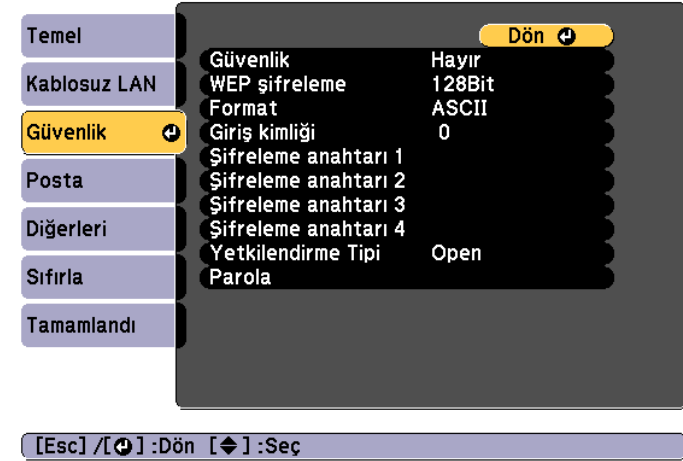 Temel
Kablosuz LAN
Güvenlik
Posta
Diğerleri
Sıfırla
Tamamlandı
Dön
Güvenlik Hayır
WEP şifreleme 128Bit
Format ASCII
Giriş kimliği 0
Şifreleme anahtarı 1
Şifreleme anahtarı 2
Şifreleme anahtarı 3
Şifreleme anahtarı 4
Yetkilendirme Tipi Open
Parola
[Esc] /[⏎] :Dön [◆] :Seç